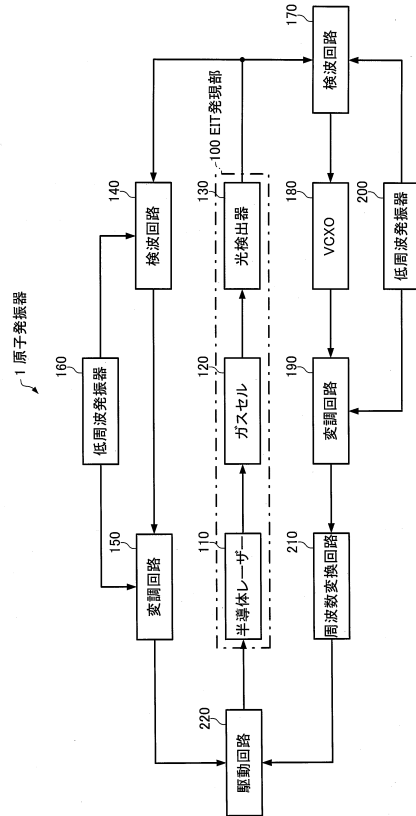 1 原子発振器
160
低周波発振器
150
変調回路
140
検波回路
100 EIT発現部
110
半導体レーザー
120
ガスセル
130
光検出器
220
駆動回路
210
周波数変換回路
190
変調回路
180
VCXO
170
検波回路
200
低周波発振器